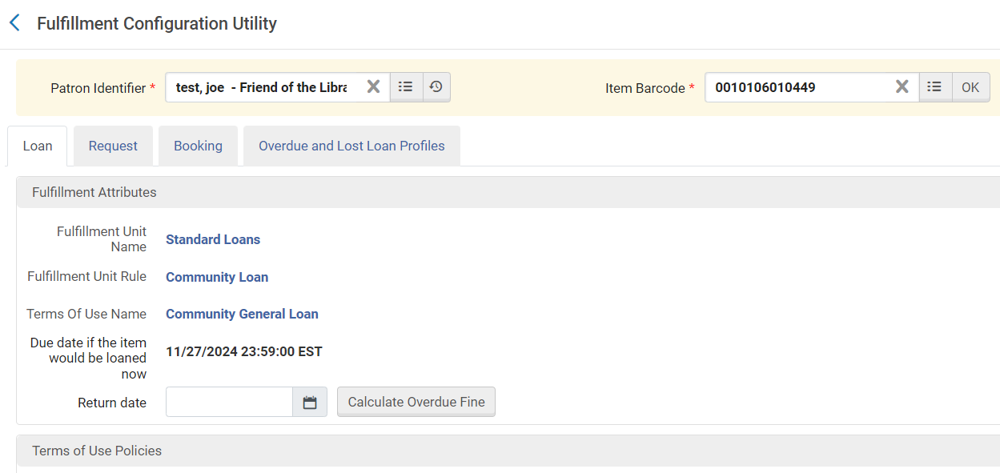 Fulfillment Configuration Utility
Patron Identifier * test, joe - Friend of the Libra Item Barcode * 0010106010449 OK
Loan Request Booking Overdue and Lost Loan Profiles
Fulfillment Attributes
Fulfillment Unit
Name
Standard Loans
Fulfillment Unit Rule Community Loan
Terms Of Use Name Community General Loan
Due date if the item
would be loaned
now
11/27/2024 23:59:00 EST
Return date Calculate Overdue Fine
Terms of Use Policies